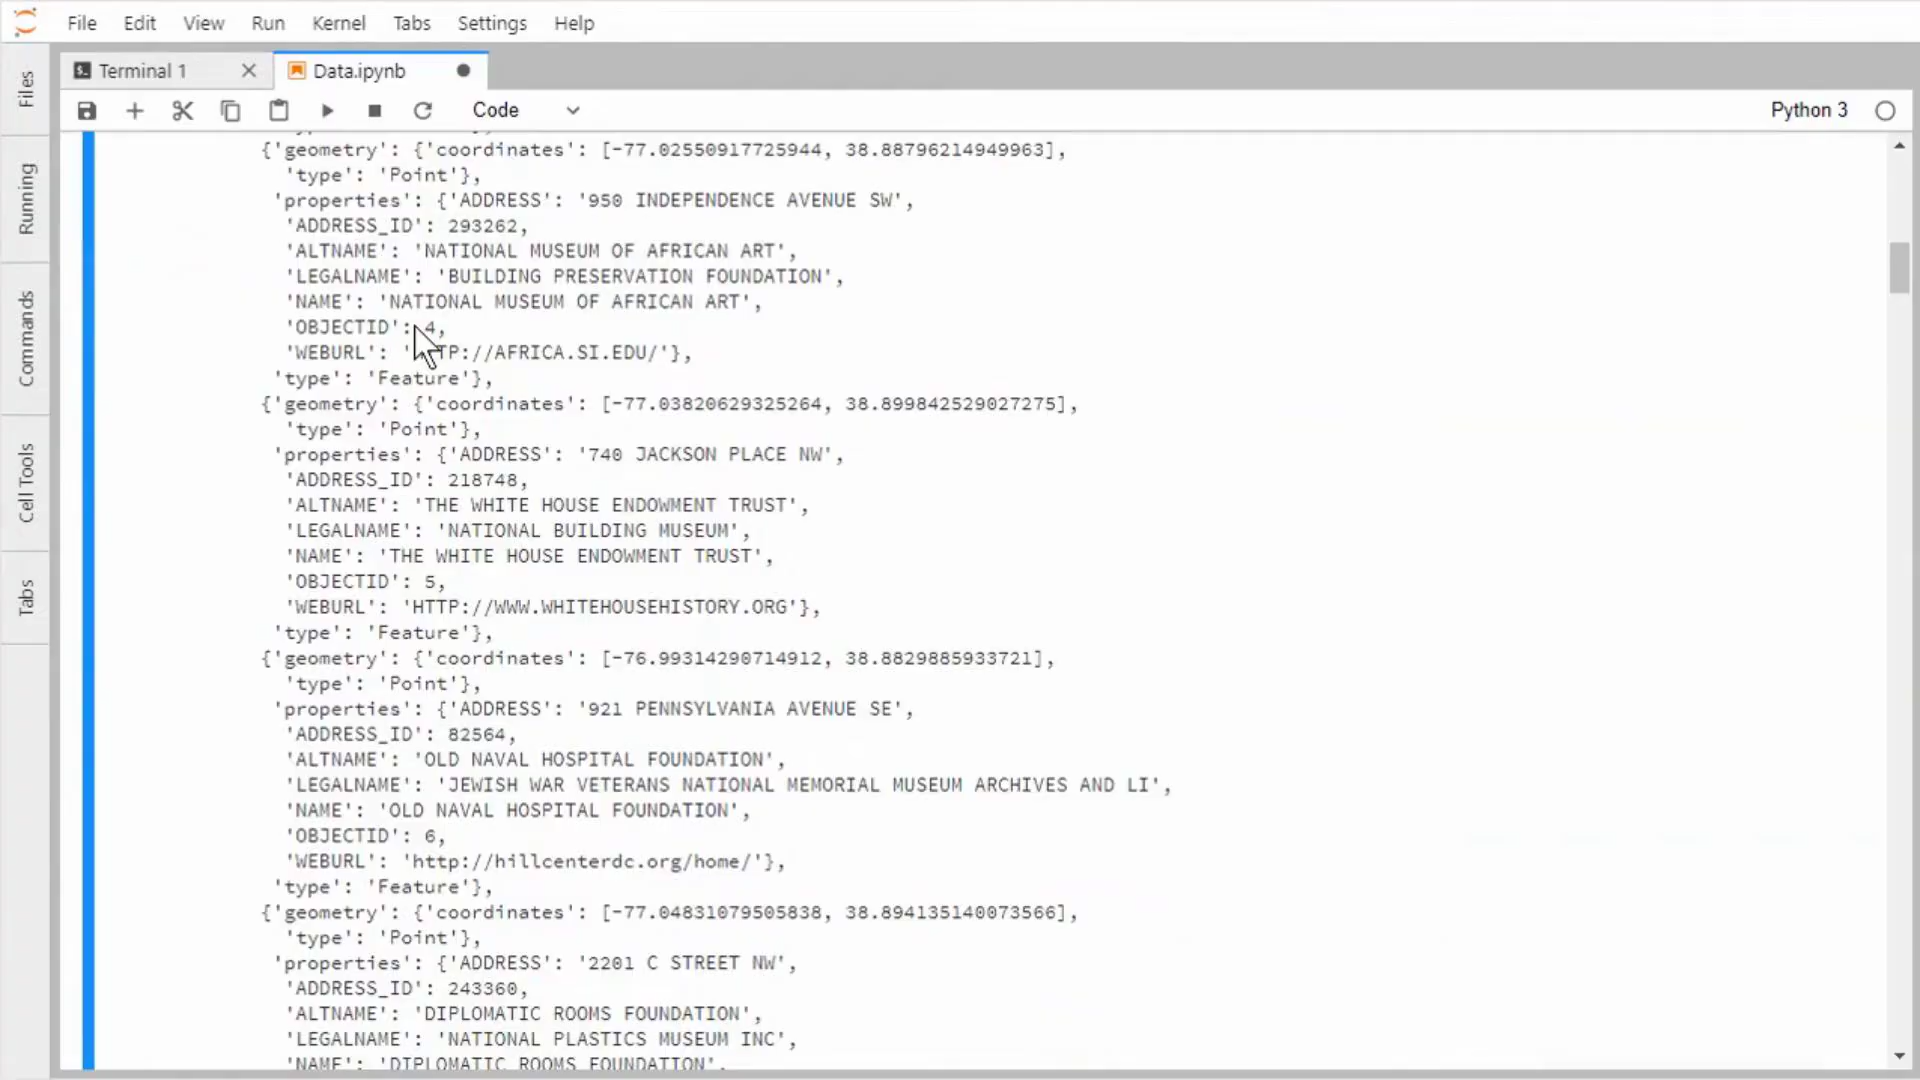 File Edit View Run Kernel Tabs Settings Help
Terminal 1 Data.ipynb
Code Python 3
Files
Running
Commands
Cell Tools
Tabs
{'geometry': {'coordinates': [-77.02550917725944, 38.88796214949963],
'type': 'Point'},
'properties': {'ADDRESS': '950 INDEPENDENCE AVENUE SW',
'ADDRESS_ID': 293262,
'ALTNAME': 'NATIONAL MUSEUM OF AFRICAN ART',
'LEGALNAME': 'BUILDING PRESERVATION FOUNDATION',
'NAME': 'NATIONAL MUSEUM OF AFRICAN ART',
'OBJECTID': 4,
'WEBURL': 'HTTP://AFRICA.SI.EDU/'},
'type': 'Feature'},
{'geometry': {'coordinates': [-77.03820629325264, 38.899842529027275],
'type': 'Point'},
'properties': {'ADDRESS': '740 JACKSON PLACE NW',
'ADDRESS_ID': 218748,
'ALTNAME': 'THE WHITE HOUSE ENDOWMENT TRUST',
'LEGALNAME': 'NATIONAL BUILDING MUSEUM',
'NAME': 'THE WHITE HOUSE ENDOWMENT TRUST',
'OBJECTID': 5,
'WEBURL': 'HTTP://WWW.WHITEHOUSEHISTORY.ORG'},
'type': 'Feature'},
{'geometry': {'coordinates': [-76.99314290714912, 38.8829885933721],
'type': 'Point'},
'properties': {'ADDRESS': '921 PENNSYLVANIA AVENUE SE',
'ADDRESS_ID': 82564,
'ALTNAME': 'OLD NAVAL HOSPITAL FOUNDATION',
'LEGALNAME': 'JEWISH WAR VETERANS NATIONAL MEMORIAL MUSEUM ARCHIVES AND LI',
'NAME': 'OLD NAVAL HOSPITAL FOUNDATION',
'OBJECTID': 6,
'WEBURL': 'http://hillcenterdc.org/home/'},
'type': 'Feature'},
{'geometry': {'coordinates': [-77.04831079505838, 38.894135140073566],
'type': 'Point'},
'properties': {'ADDRESS': '2201 C STREET NW',
'ADDRESS_ID': 243360,
'ALTNAME': 'DIPLOMATIC ROOMS FOUNDATION',
'LEGALNAME': 'NATIONAL PLASTICS MUSEUM INC',
'NAME': 'DIPLOMATIC ROOMS FOUNDATION',